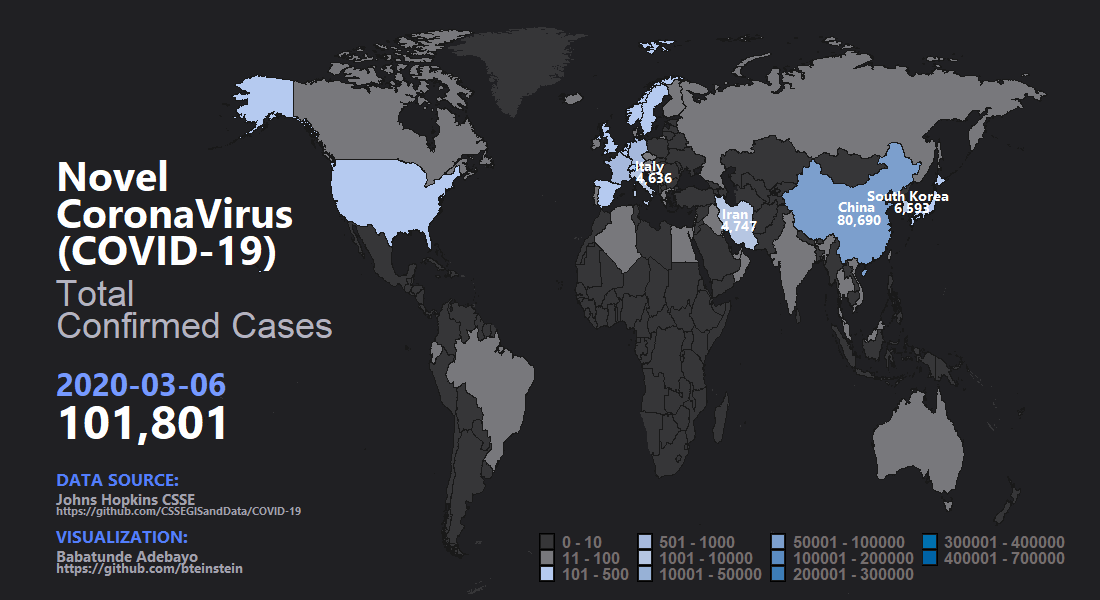 Novel
CoronaVirus
(COVID-19)
Total
Confirmed Cases
2020-03-06
101,801
DATA SOURCE:
Johns Hopkins CSSE
https://github.com/CSSEGISandData/COVID-19
VISUALIZATION:
Babatunde Adebayo
https://github.com/bteinstein
Italy
4,636
Iran
4,747
China
80,690
South Korea
6,593
0 - 10
11 - 100
101 - 500
501 - 1000
1001 - 10000
10001 - 50000
50001 - 100000
100001 - 200000
200001 - 300000
300001 - 400000
400001 - 700000